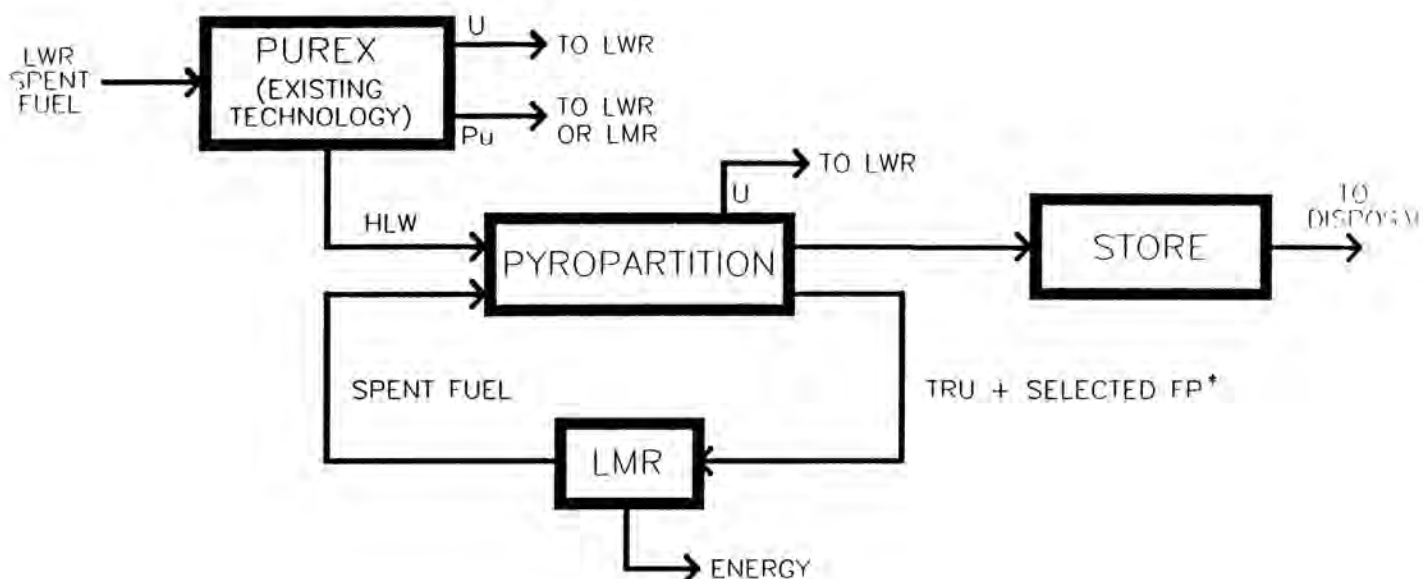 LWR
SPENT
FUEL
PUREX
(EXISTING
TECHNOLOGY)
U
TO LWR
Pu
TO LWR
OR LMR
HLW
U
TO LWR
PYROPARTITION
STORE
TO
DISPOSAL
SPENT FUEL
TRU + SELECTED FP*
LMR
ENERGY